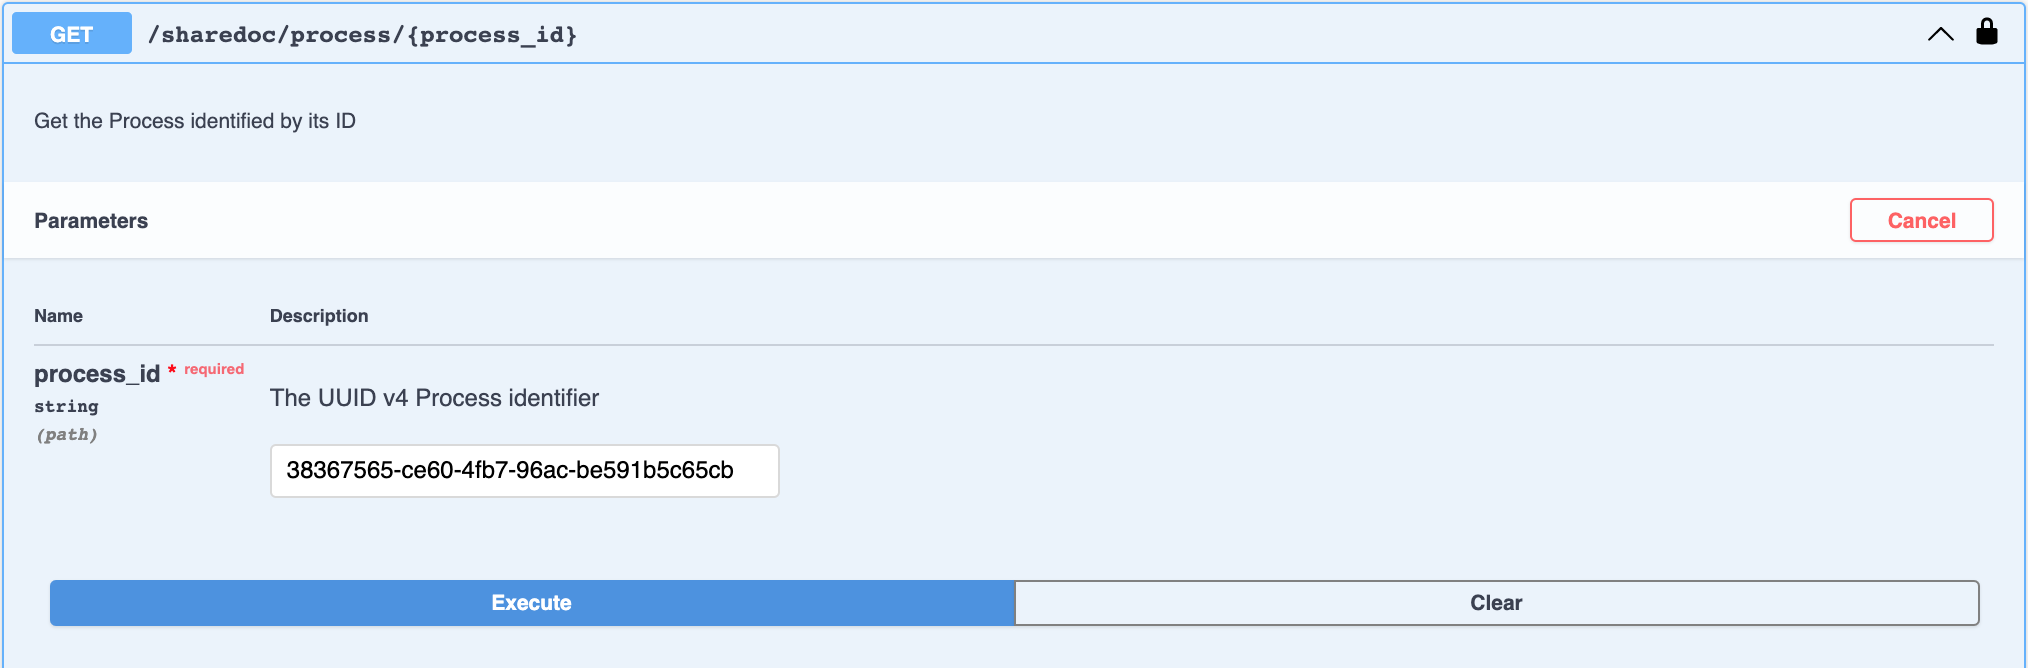 GET /sharedoc/process/{process_id}
Get the Process identified by its ID
Parameters
Cancel
Name Description
process_id * required
string
(path)
The UUID v4 Process identifier
38367565-ce60-4fb7-96ac-be591b5c65cb
Execute Clear